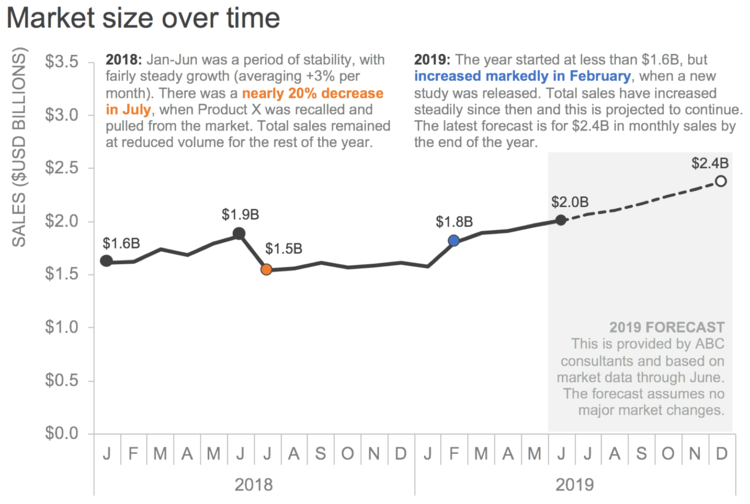 Market size over time
SALES ($USD BILLIONS)
$3.5
$3.0
$2.5
$2.0
$1.5
$1.0
$0.5
$0.0
2018: Jan-Jun was a period of stability, with
fairly steady growth (averaging +3% per
month). There was a nearly 20% decrease
in July, when Product X was recalled and
pulled from the market. Total sales remained
at reduced volume for the rest of the year.
2019: The year started at less than $1.6B, but
increased markedly in February, when a new
study was released. Total sales have increased
steadily since then and this is projected to continue.
The latest forecast is for $2.4B in monthly sales by
the end of the year.
$1.6B
$1.9B
$1.5B
$1.8B
$2.0B
$2.4B
2019 FORECAST
This is provided by ABC
consultants and based on
market data through June.
The forecast assumes no
major market changes.
J F M A M J J A S O N D J F M A M J J A S O N D
2018 2019